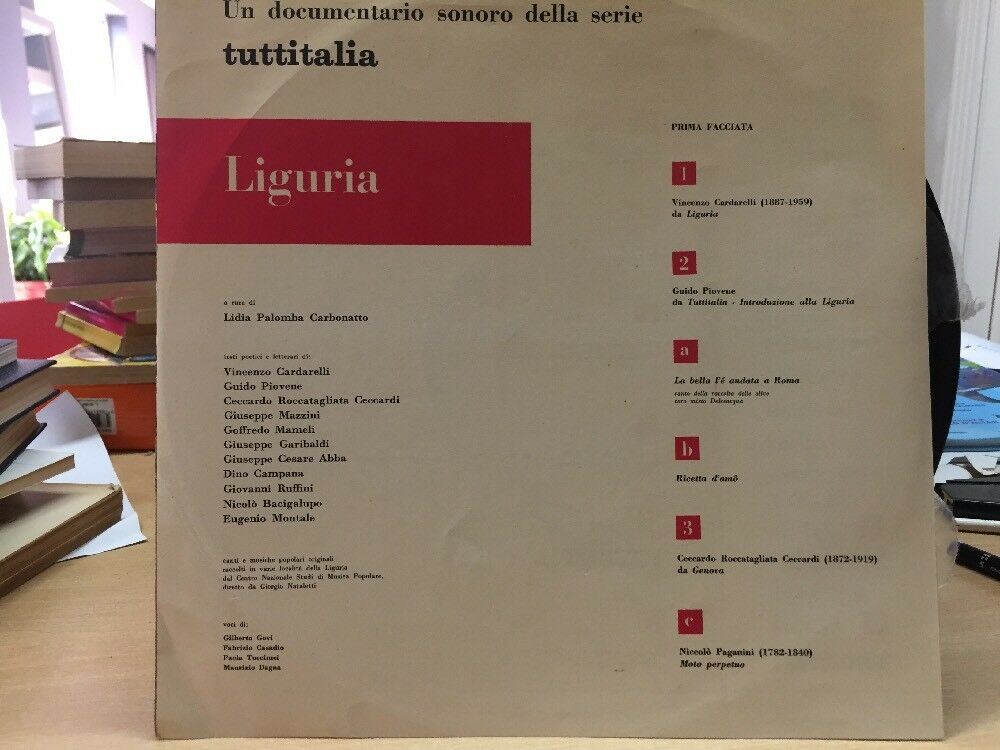 Un documentario sonoro della serie
tuttitalia
Liguria
a cura di
Lidia Palomba Carbonatto
testi poetici e letterari di:
Vincenzo Cardarelli
Guido Piovene
Ceccardo Roccatagliata Ceccardi
Giuseppe Mazzini
Goffredo Mameli
Giuseppe Garibaldi
Giuseppe Cesare Abba
Dino Campana
Giovanni Ruffini
Nicolò Bacigalupo
Eugenio Montale
canti e musiche popolari originali
raccolti in varie località della Liguria
dal Centro Nazionale Studi di Musica Popolare,
diretto da Giorgio Nataletti
voci di:
Gilberto Govi
Fabrizio Casadio
Paola Tuccinei
Maurizio Dagna
PRIMA FACCIATA
1
Vincenzo Cardarelli (1887-1959)
da Liguria
2
Guido Piovene
da Tuttitalia - Introduzione alla Liguria
a
La bella l'é andata a Roma
canto della raccolta delle olive
coro misto Dolceacqua
b
Ricetta d'amô
3
Ceccardo Roccatagliata Ceccardi (1872-1919)
da Genova
c
Niccolò Paganini (1782-1840)
Moto perpetuo